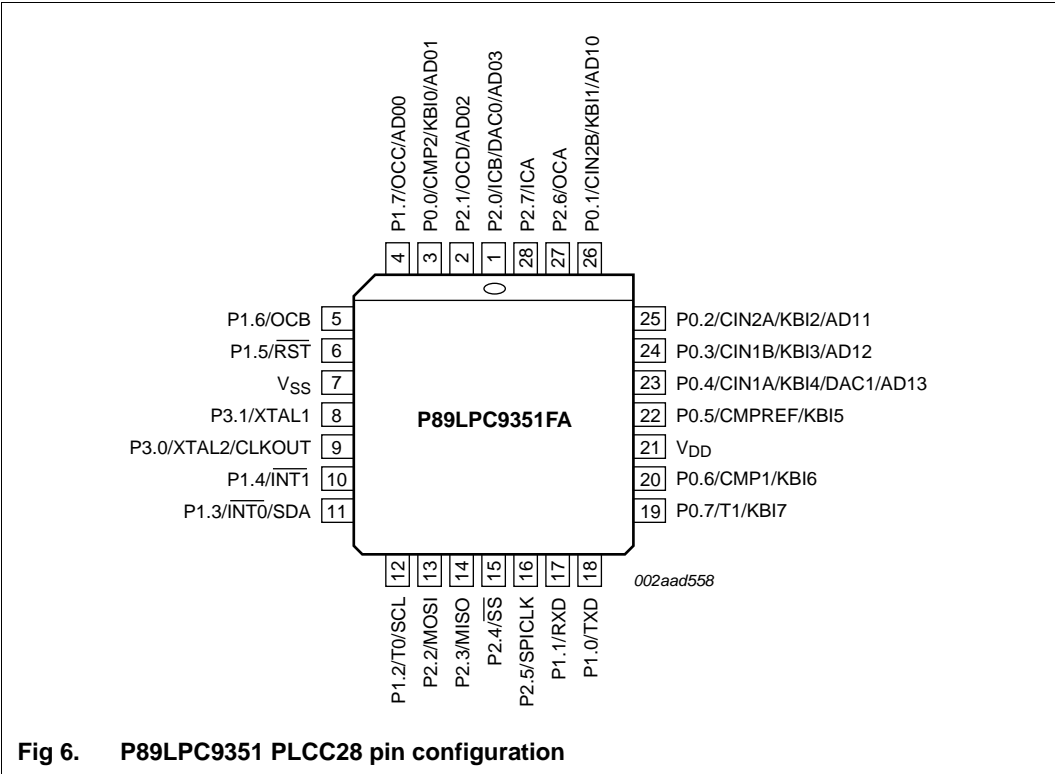 P1.7/OCC/AD00
P0.0/CMP2/KBI0/AD01
P2.1/OCD/AD02
P2.0/ICB/DAC0/AD03
P2.7/ICA
P2.6/OCA
P0.1/CIN2B/KBI1/AD10
4
3
2
1
28
27
26
P1.6/OCB 5
P1.5/R̅S̅T̅ 6
VSS 7
P3.1/XTAL1 8
P3.0/XTAL2/CLKOUT 9
P1.4/I̅N̅T̅1̅ 10
P1.3/I̅N̅T̅0̅/SDA 11
P89LPC9351FA
25 P0.2/CIN2A/KBI2/AD11
24 P0.3/CIN1B/KBI3/AD12
23 P0.4/CIN1A/KBI4/DAC1/AD13
22 P0.5/CMPREF/KBI5
21 VDD
20 P0.6/CMP1/KBI6
19 P0.7/T1/KBI7
12
13
14
15
16
17
18
P1.2/T0/SCL
P2.2/MOSI
P2.3/MISO
P2.4/S̅S̅
P2.5/SPICLK
P1.1/RXD
P1.0/TXD
002aad558
Fig 6. P89LPC9351 PLCC28 pin configuration